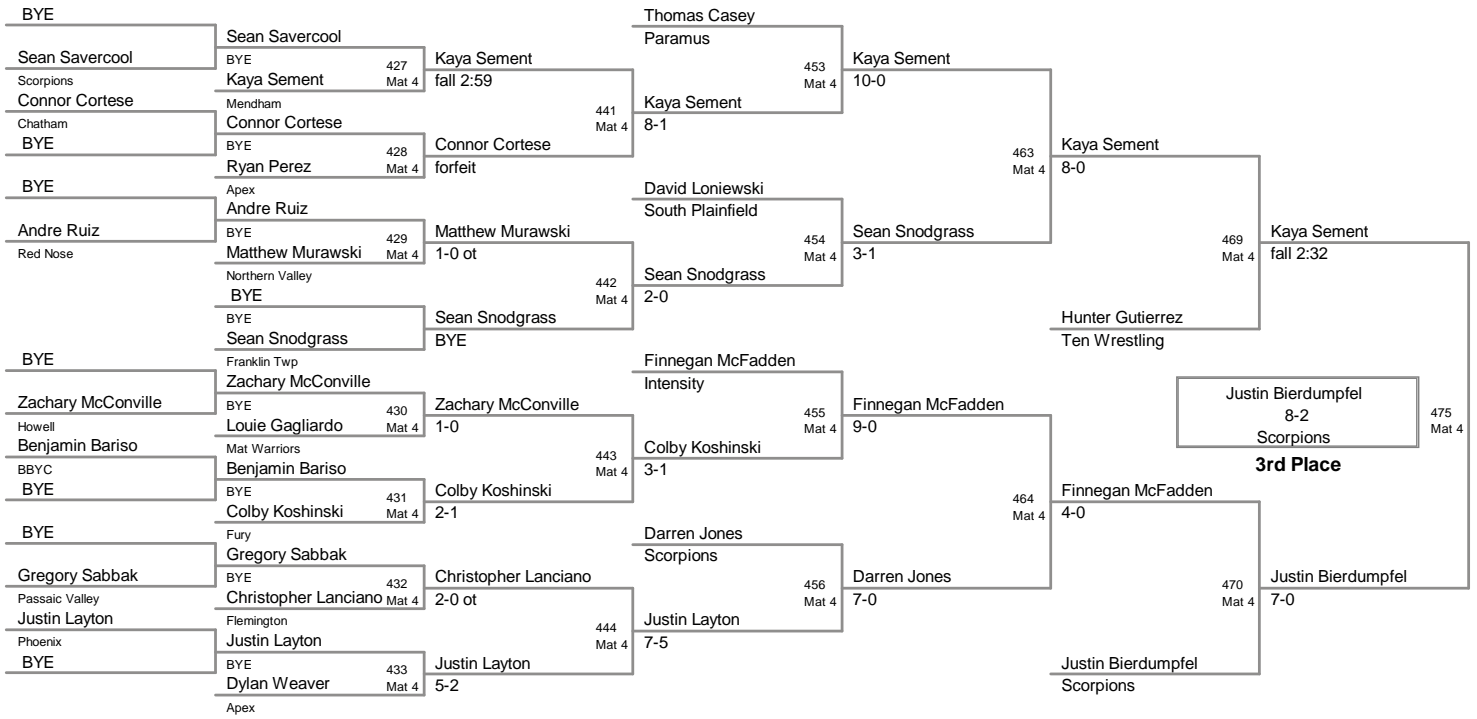 BYE
Sean Savercool
Scorpions
Connor Cortese
Chatham
BYE
BYE
Andre Ruiz
Red Nose
BYE
Zachary McConville
Howell
Benjamin Bariso
BBYC
BYE
BYE
Gregory Sabbak
Passaic Valley
Justin Layton
Phoenix
BYE
Sean Savercool
BYE
427
Kaya Sement
Mat 4
Mendham
Connor Cortese
BYE
428
Ryan Perez
Mat 4
Apex
Andre Ruiz
BYE
429
Matthew Murawski
Mat 4
Northern Valley
BYE
BYE
Sean Snodgrass
Franklin Twp
Zachary McConville
BYE
430
Louie Gagliardo
Mat 4
Mat Warriors
Benjamin Bariso
BYE
431
Colby Koshinski
Mat 4
Fury
Gregory Sabbak
BYE
432
Christopher Lanciano
Mat 4
Flemington
Justin Layton
BYE
433
Dylan Weaver
Mat 4
Apex
Kaya Sement
fall 2:59
441
Mat 4
Connor Cortese
forfeit
Matthew Murawski
1-0 ot
442
Mat 4
Sean Snodgrass
BYE
Zachary McConville
1-0
443
Mat 4
Colby Koshinski
2-1
Christopher Lanciano
2-0 ot
444
Mat 4
Justin Layton
5-2
Thomas Casey
Paramus
453
Mat 4
Kaya Sement
8-1
David Loniewski
South Plainfield
454
Mat 4
Sean Snodgrass
2-0
Finnegan McFadden
Intensity
455
Mat 4
Colby Koshinski
3-1
Darren Jones
Scorpions
456
Mat 4
Justin Layton
7-5
Kaya Sement
10-0
463
Mat 4
Sean Snodgrass
3-1
Finnegan McFadden
9-0
464
Mat 4
Darren Jones
7-0
Kaya Sement
8-0
469
Mat 4
Hunter Gutierrez
Ten Wrestling
Finnegan McFadden
4-0
470
Mat 4
Justin Bierdumpfel
Scorpions
Kaya Sement
fall 2:32
Justin Bierdumpfel
8-2
Scorpions
475
Mat 4
3rd Place
Justin Bierdumpfel
7-0